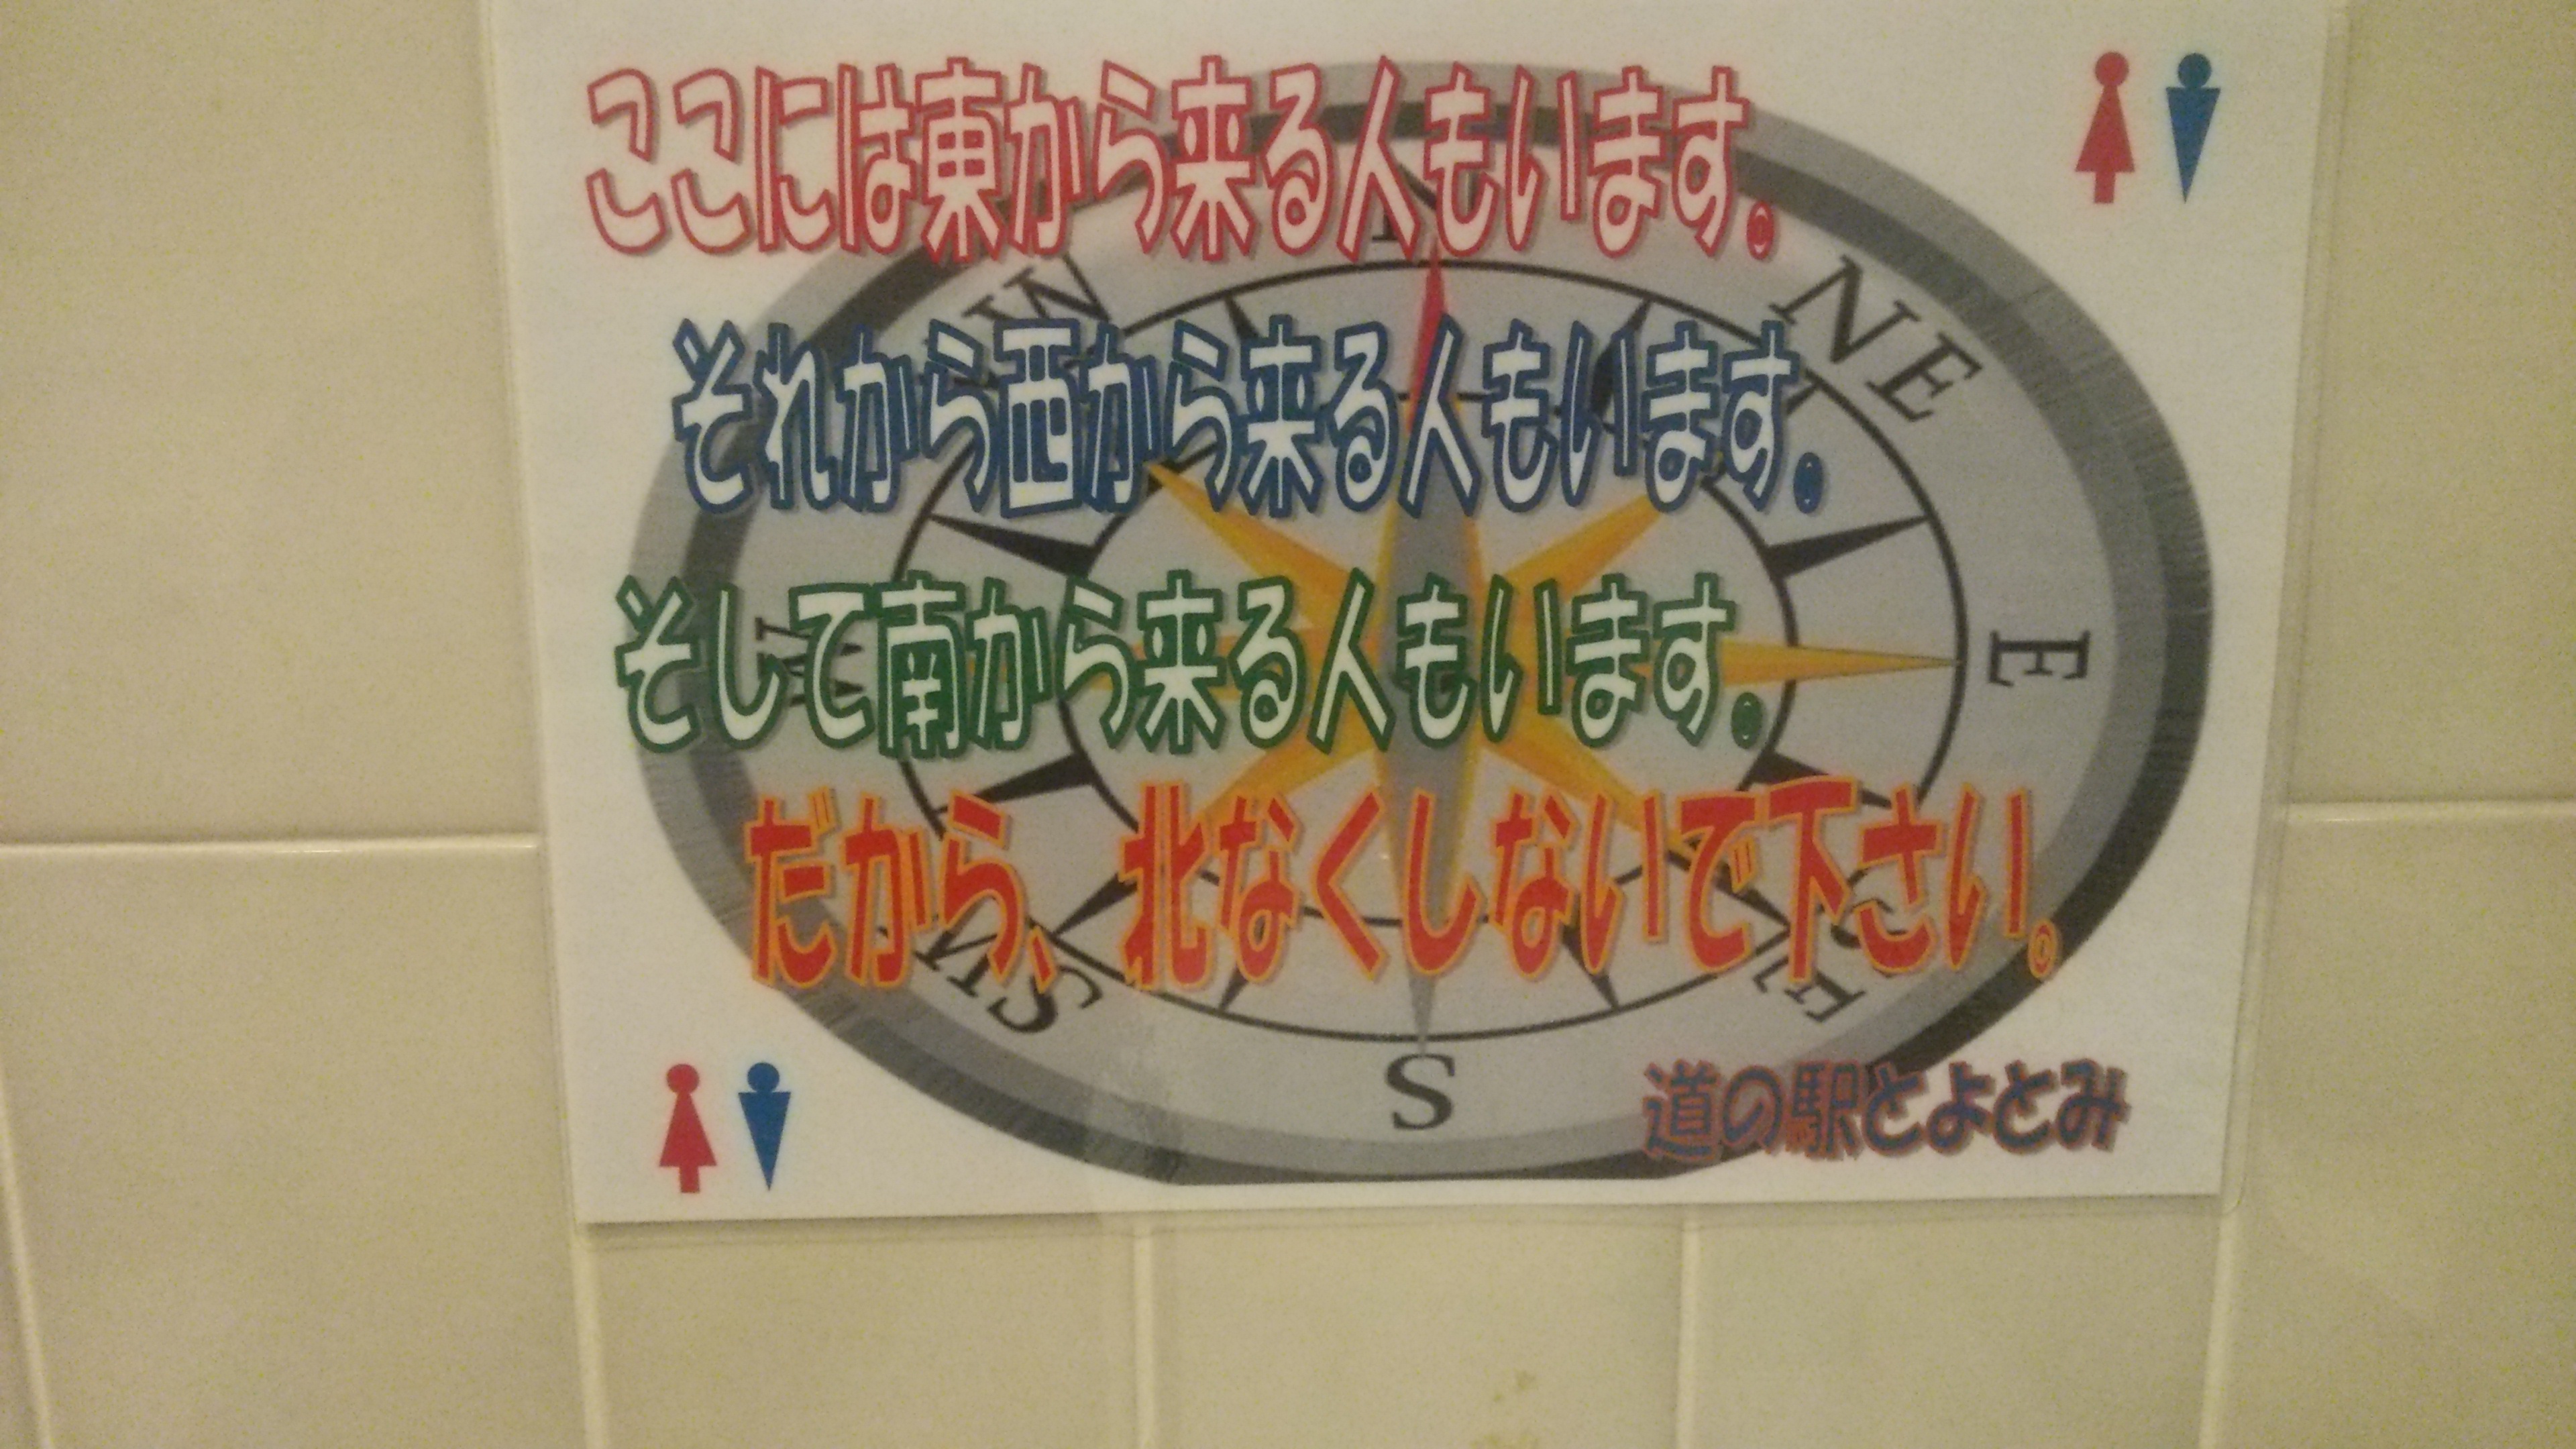 ここには東から来る人もいます。
それから西から来る人もいます。
そして南から来る人もいます。
だから、北なくしないで下さい。
道の駅とよとみ
NE
E
S
SW
W